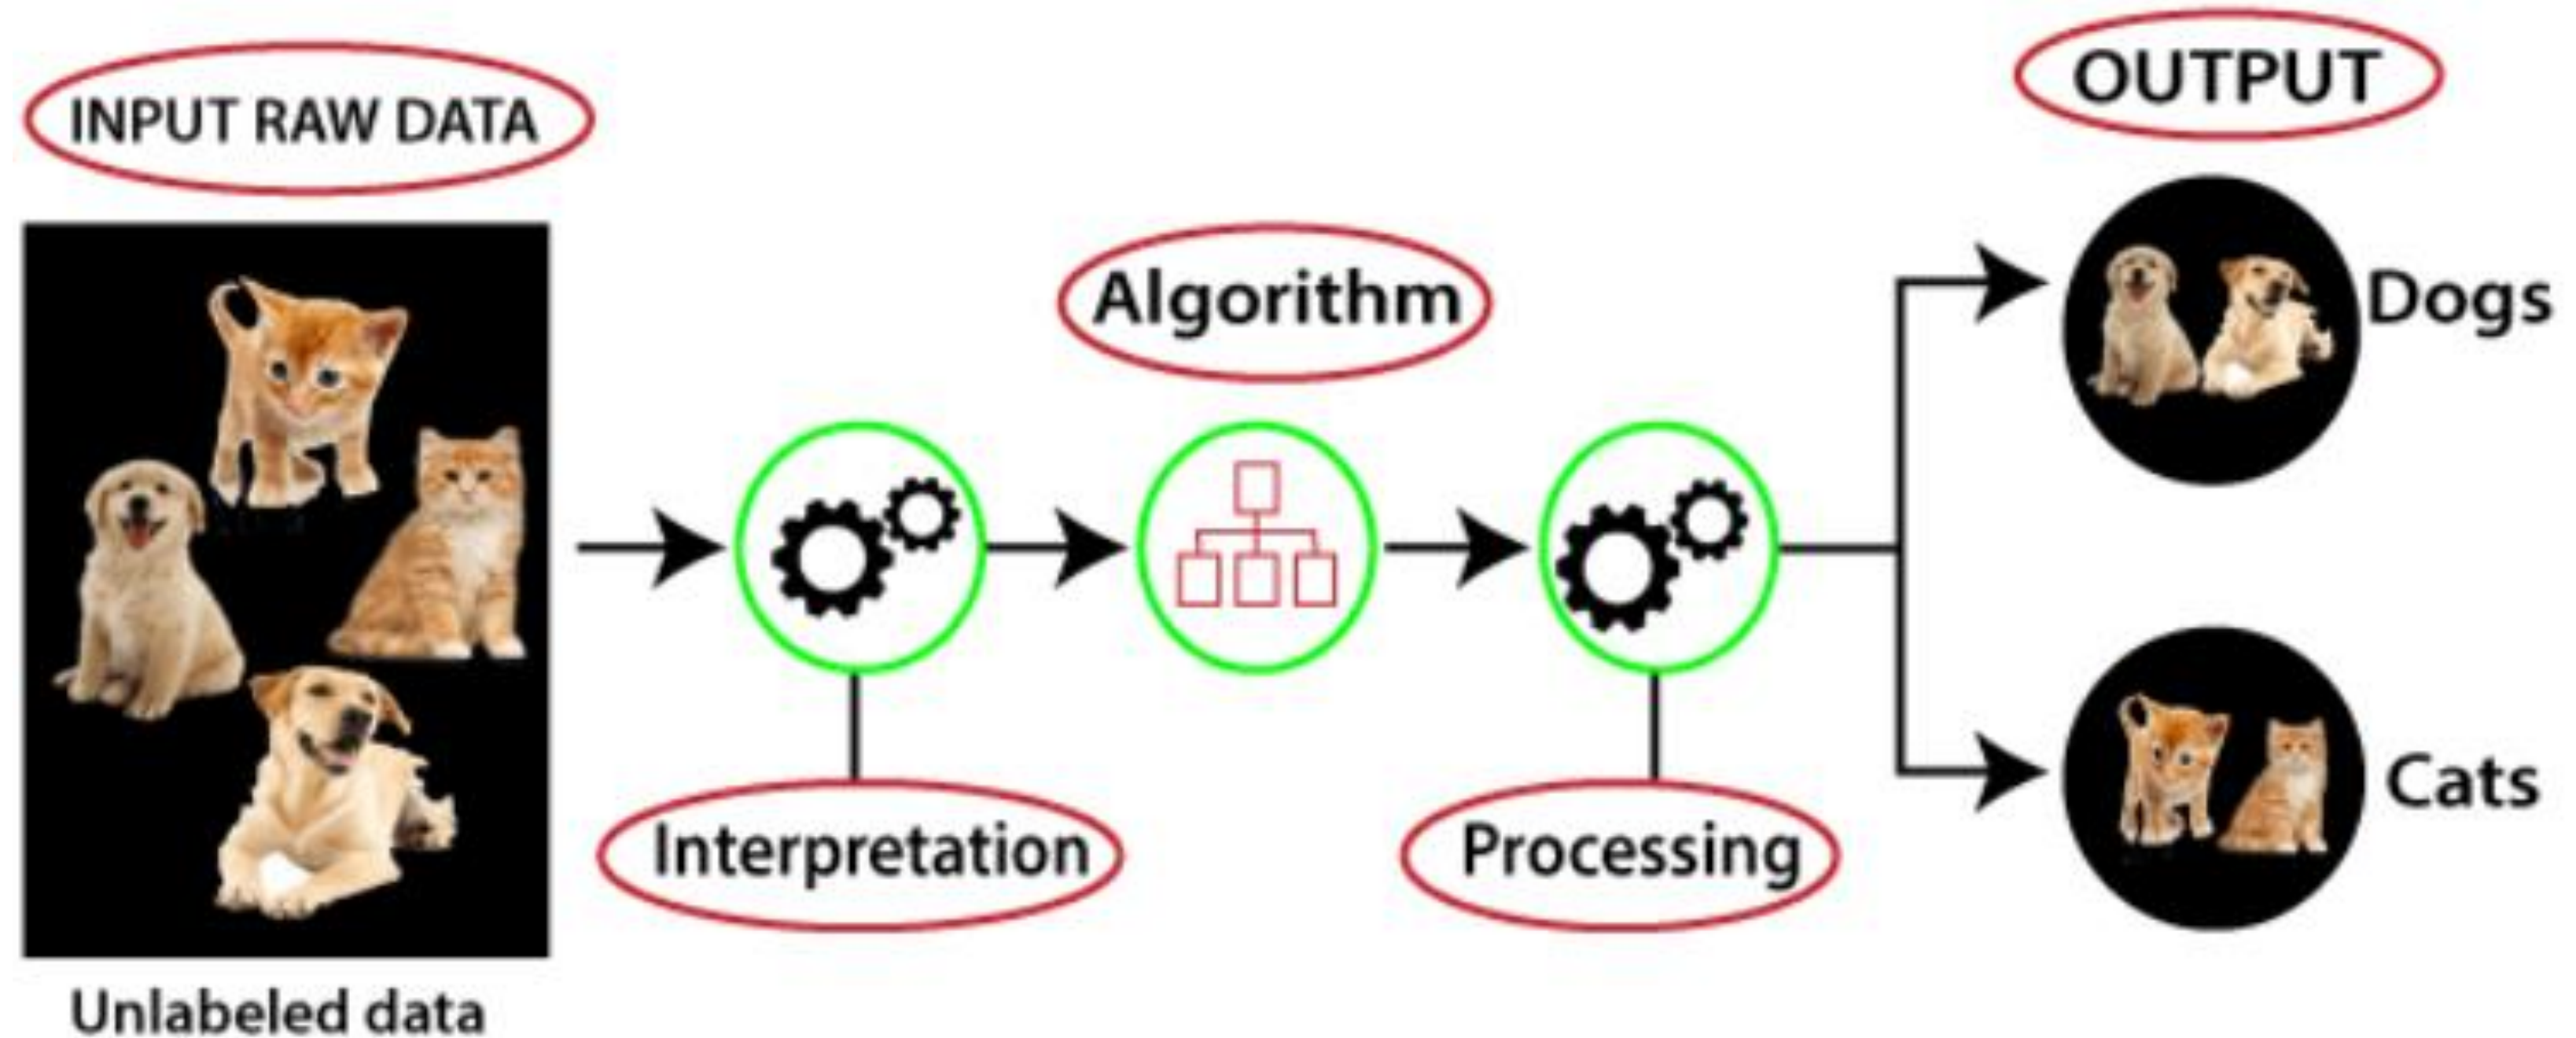 INPUT RAW DATA
OUTPUT
Algorithm
Dogs
Interpretation
Processing
Cats
Unlabeled data